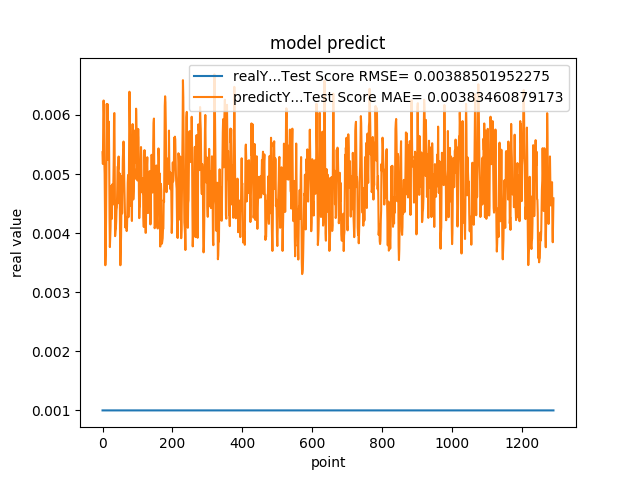 model predict
realY...Test Score RMSE= 0.00388501952275
predictY...Test Score MAE= 0.00383460879173
0.006
0.005
0.004
0.003
0.002
0.001
real value
0 200 400 600 800 1000 1200
point